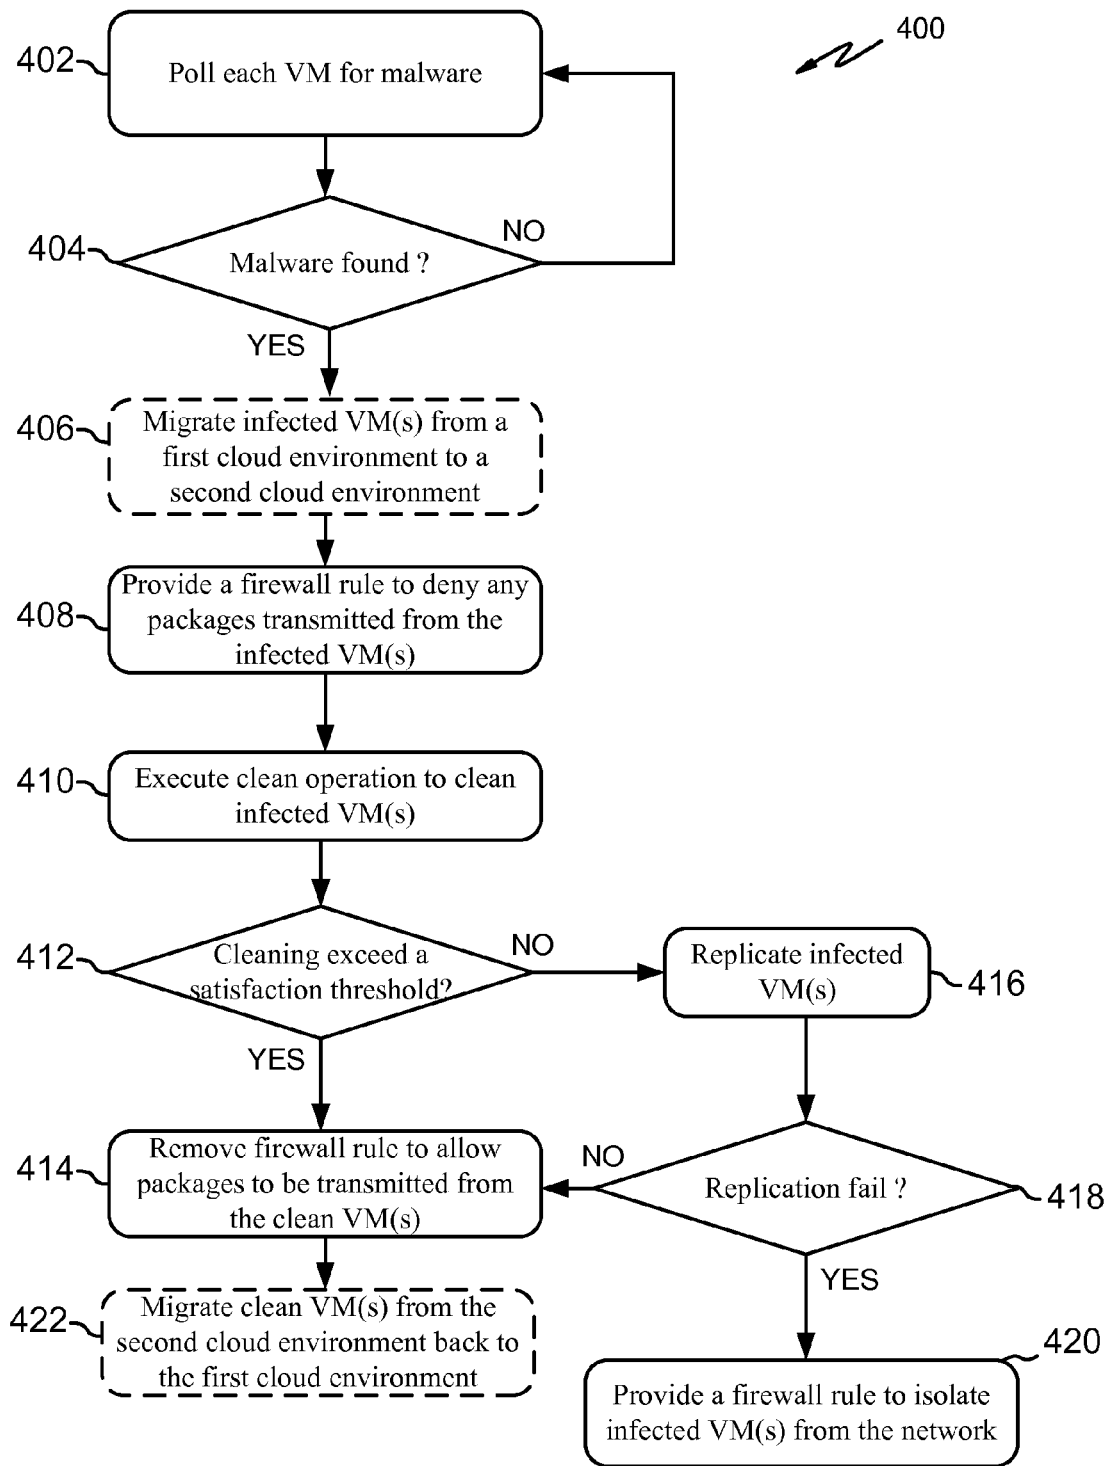 400
402
Poll each VM for malware
404
Malware found ?
NO
YES
406
Migrate infected VM(s) from a
first cloud environment to a
second cloud environment
408
Provide a firewall rule to deny any
packages transmitted from the
infected VM(s)
410
Execute clean operation to clean
infected VM(s)
412
Cleaning exceed a
satisfaction threshold?
NO
YES
Replicate infected
VM(s)
416
414
Remove firewall rule to allow
packages to be transmitted from
the clean VM(s)
NO
Replication fail ?
418
YES
422
Migrate clean VM(s) from the
second cloud environment back to
the first cloud environment
420
Provide a firewall rule to isolate
infected VM(s) from the network